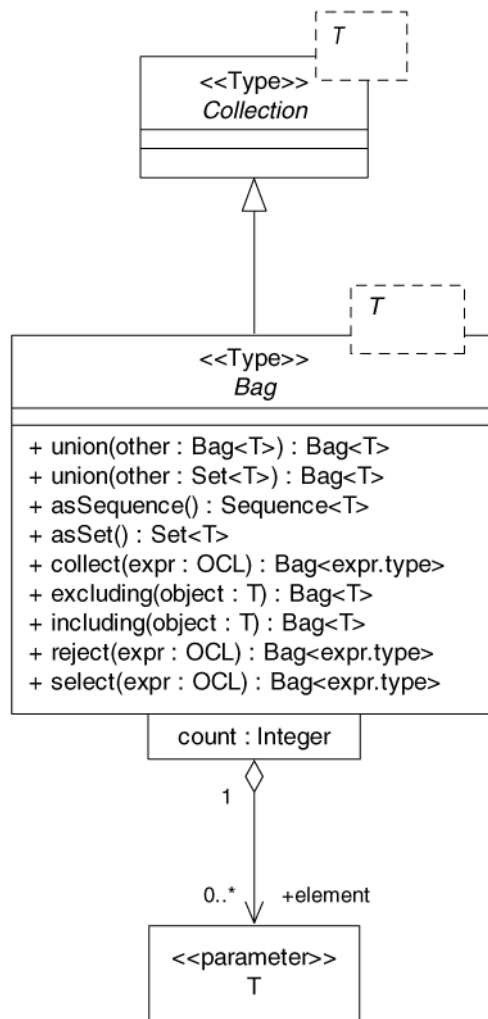 T
<<Type>>
Collection
T
<<Type>>
Bag
+ union(other : Bag<T>) : Bag<T>
+ union(other : Set<T>) : Bag<T>
+ asSequence() : Sequence<T>
+ asSet() : Set<T>
+ collect(expr : OCL) : Bag<expr.type>
+ excluding(object : T) : Bag<T>
+ including(object : T) : Bag<T>
+ reject(expr : OCL) : Bag<expr.type>
+ select(expr : OCL) : Bag<expr.type>
count : Integer
1
0..* +element
<<parameter>>
T